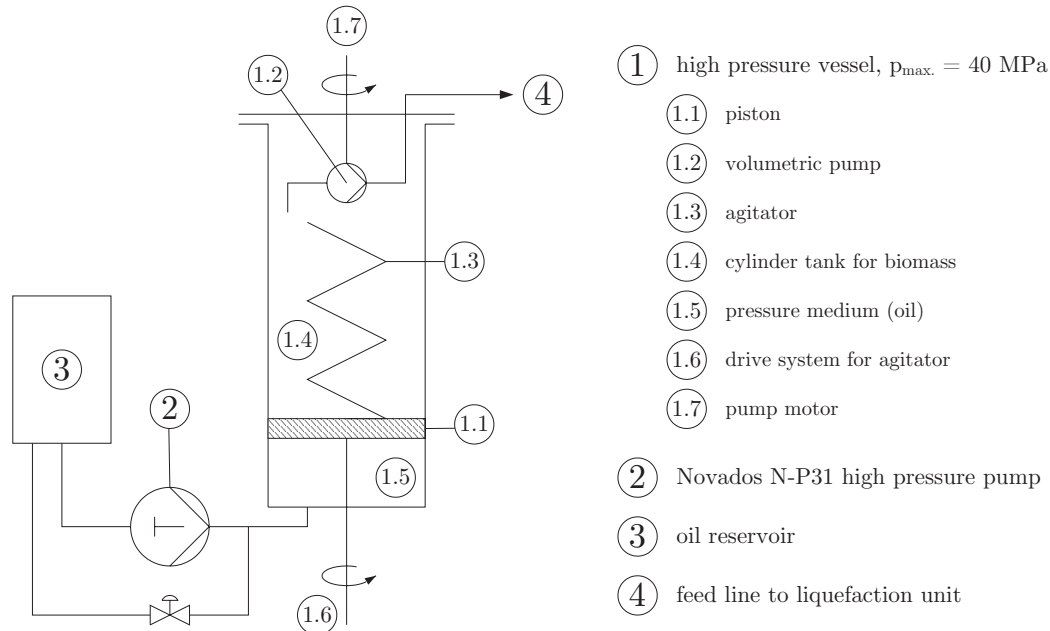 1.7
1.2
4
1.3
1.4
3
2
1.1
1.5
1.6
1 high pressure vessel, pmax. = 40 MPa
1.1 piston
1.2 volumetric pump
1.3 agitator
1.4 cylinder tank for biomass
1.5 pressure medium (oil)
1.6 drive system for agitator
1.7 pump motor
2 Novados N-P31 high pressure pump
3 oil reservoir
4 feed line to liquefaction unit